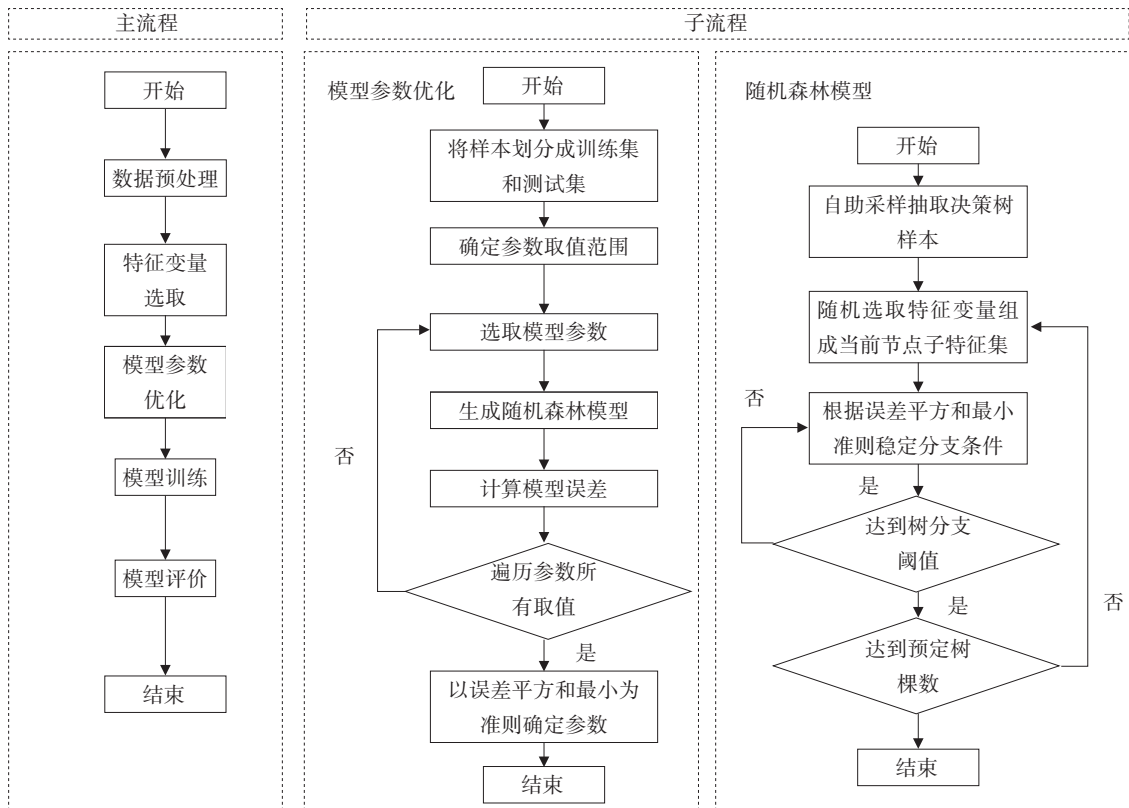 主流程
子流程
开始
数据预处理
特征变量
选取
模型参数
优化
模型训练
模型评价
结束
模型参数优化
开始
将样本划分成训练集
和测试集
确定参数取值范围
选取模型参数
生成随机森林模型
否
计算模型误差
遍历参数所
有取值
是
以误差平方和最小为
准则确定参数
结束
随机森林模型
开始
自助采样抽取决策树
样本
随机选取特征变量组
成当前节点子特征集
否
根据误差平方和最小
准则稳定分支条件
是
达到树分支
阈值
是
否
达到预定树
棵数
结束